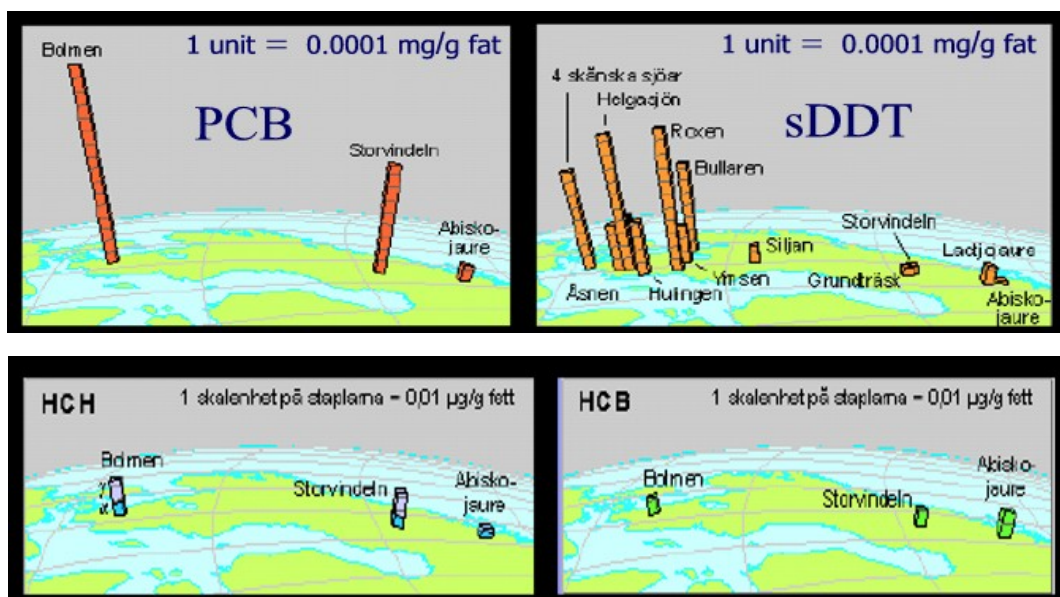 Bolmen
1 unit = 0.0001 mg/g fat
PCB
Storvindeln
Abisko-
jaure
1 unit = 0.0001 mg/g fat
4 skånska sjöar
Helgasjön
sDDT
Roxen
Bullaren
Storvindeln
Siljan
Ladjojaure
Grundträsk
Ymsen
Åsnen
Hulingen
Abisko-
jaure
HCH
1 skalenhet på staplarna = 0,01 µg/g fett
Bolmen
γ
α
Storvindeln
Abisko-
jaure
HCB
1 skalenhet på staplarna = 0,01 µg/g fett
Bolmen
Storvindeln
Abisko-
jaure